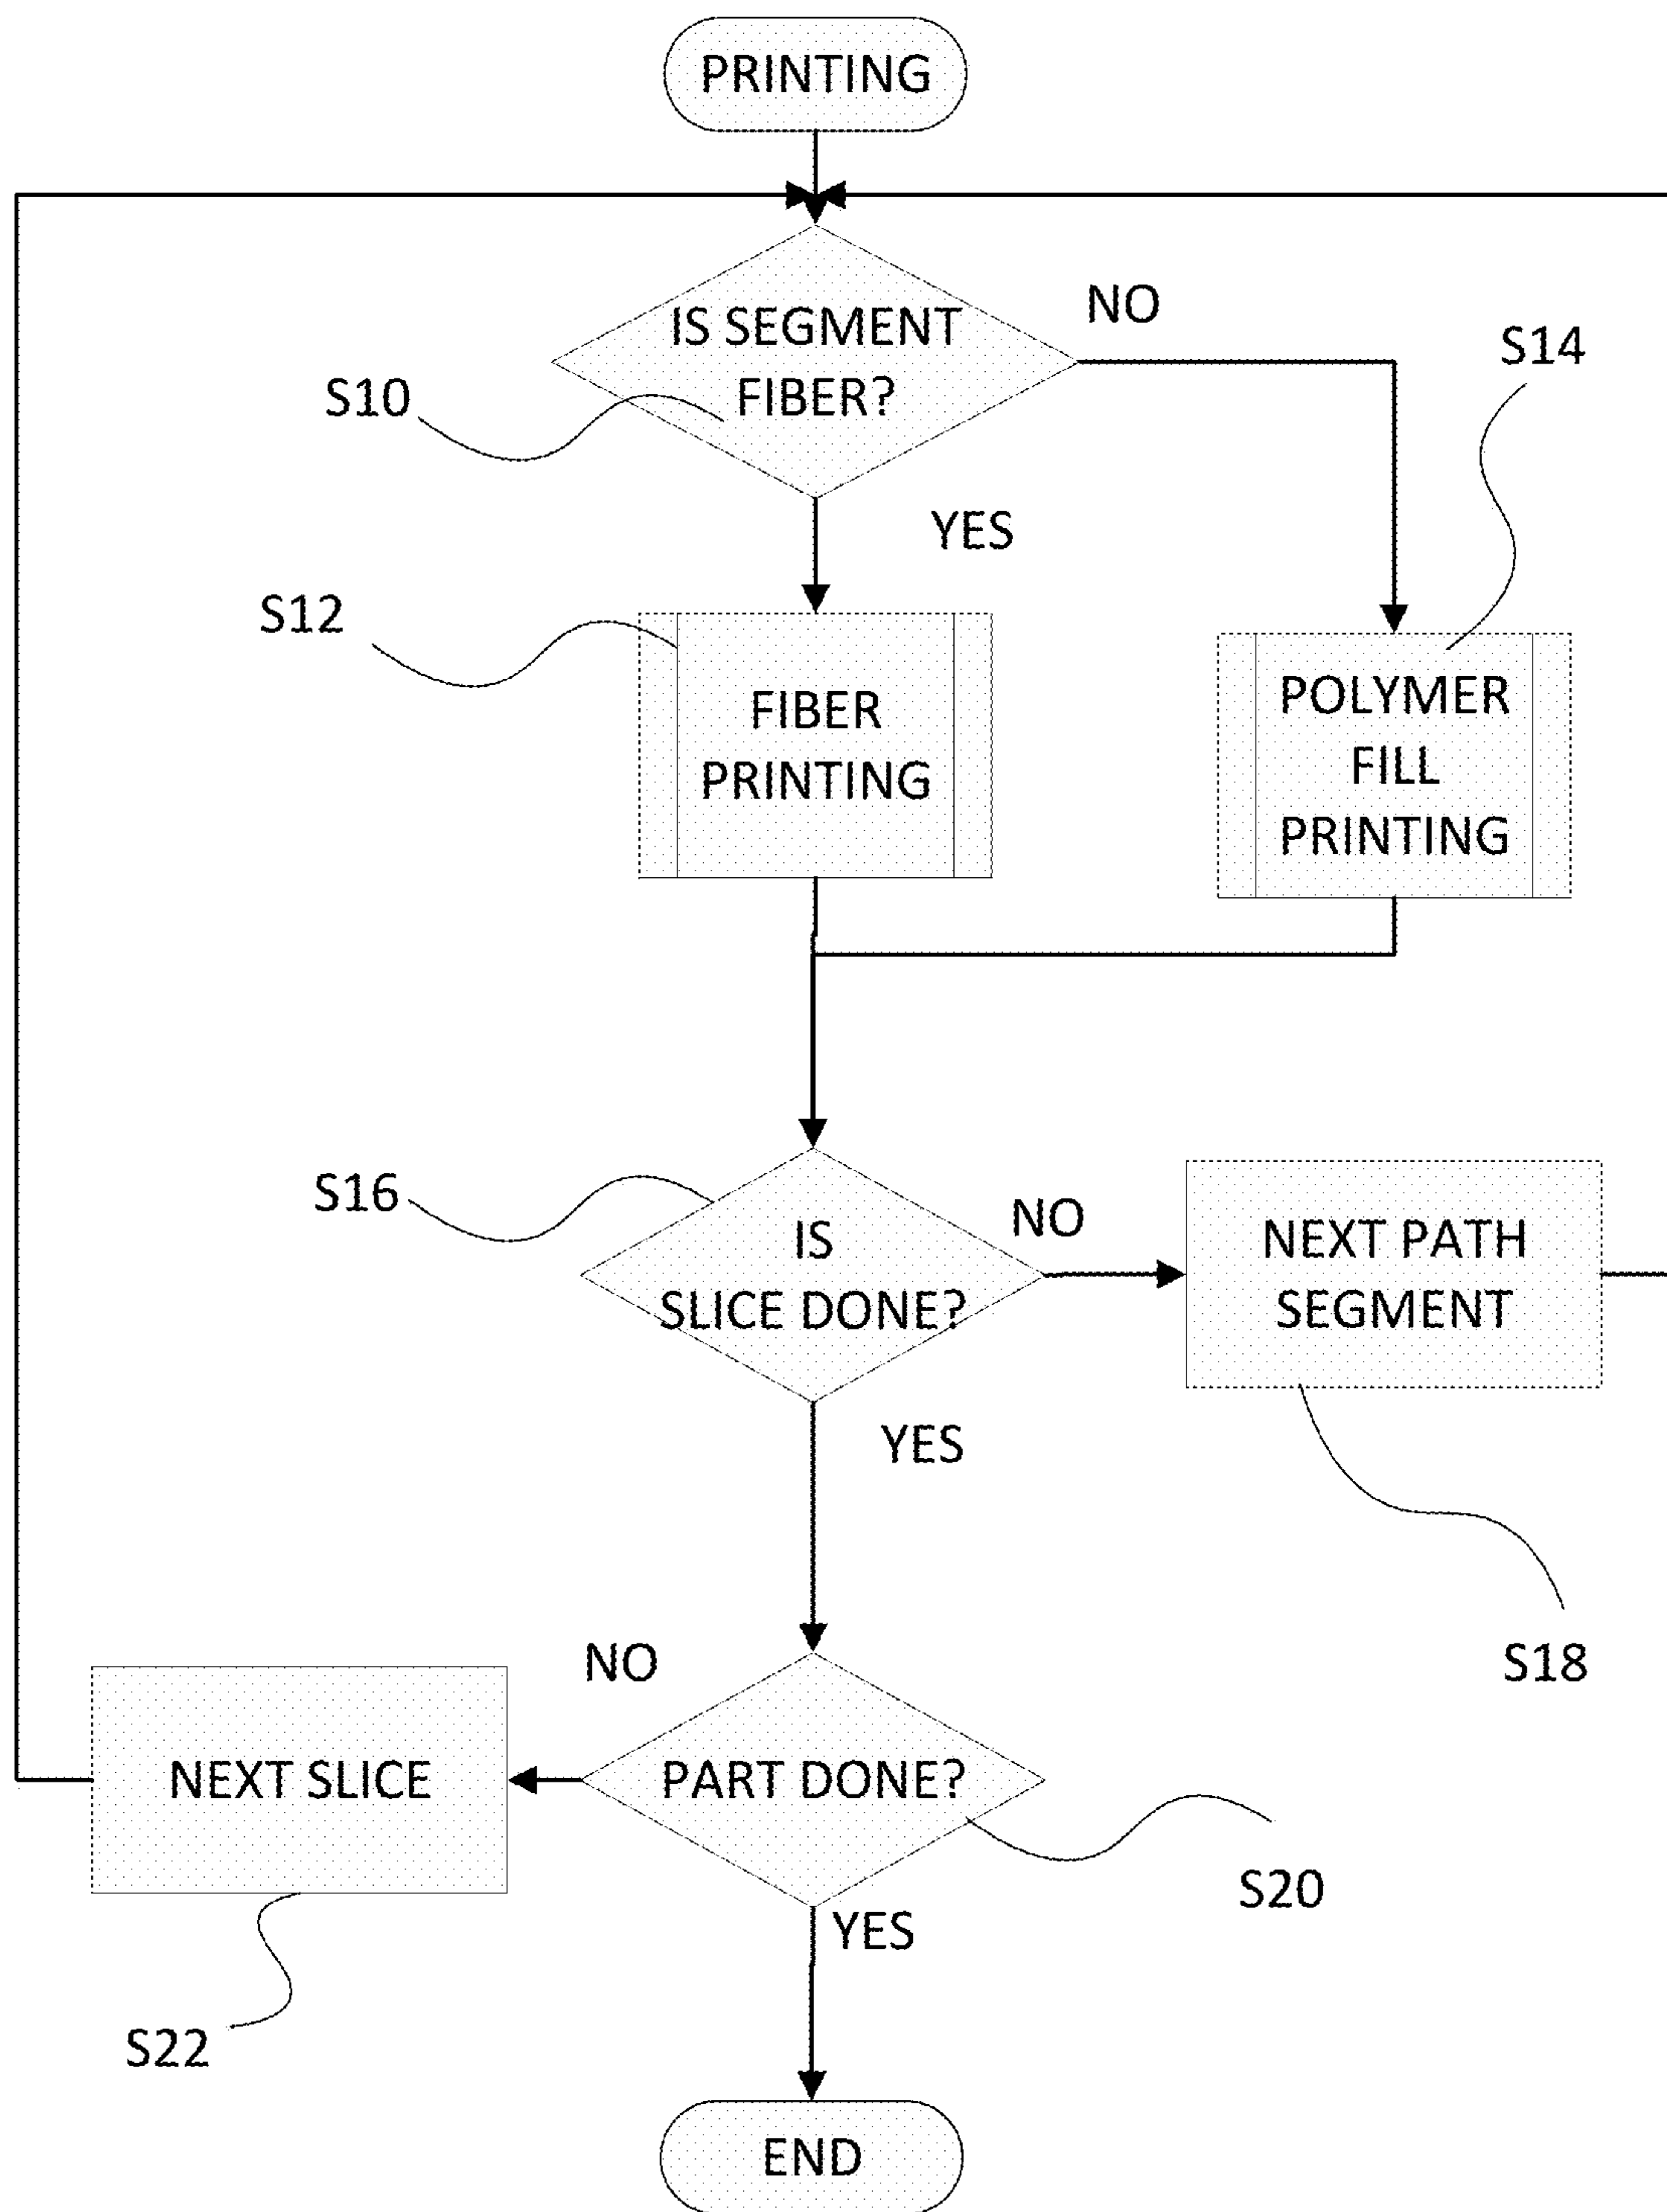 PRINTING
IS SEGMENT
FIBER?
NO
S14
S10
YES
S12
FIBER
PRINTING
POLYMER
FILL
PRINTING
S16
IS
SLICE DONE?
NO
NEXT PATH
SEGMENT
YES
S18
NO
NEXT SLICE
PART DONE?
S20
YES
S22
END